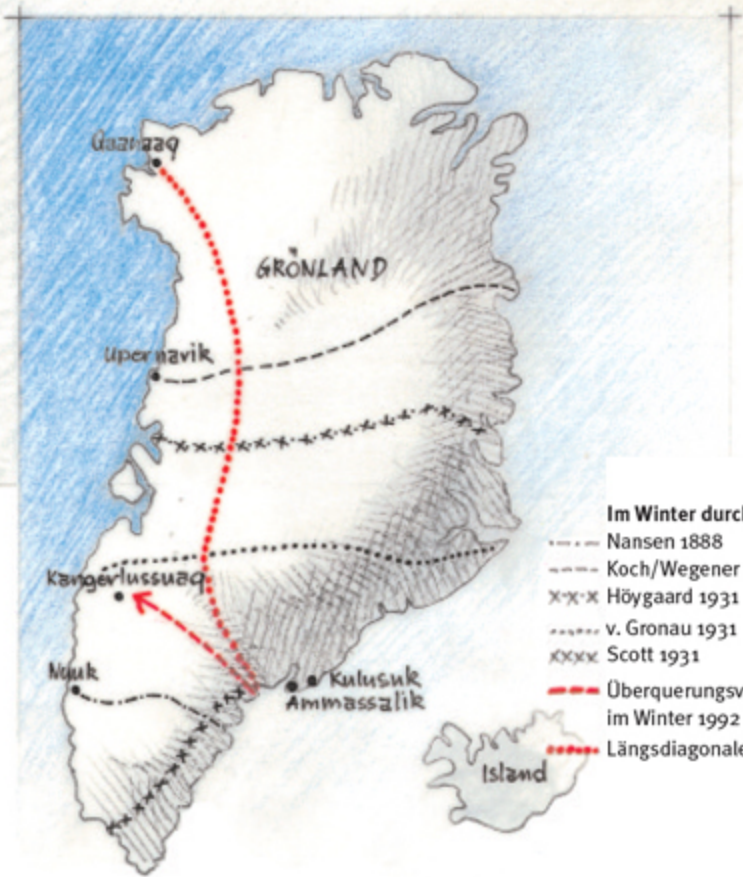 Qaanaaq
GRÖNLAND
Upernavik
Kangerlussuaq
Nuuk
Kulusuk
Ammassalik
Island
Im Winter durch
Nansen 1888
Koch/Wegener
Höygaard 1931
v. Gronau 1931
Scott 1931
Überquerungsv
im Winter 1992
Längsdiagonale